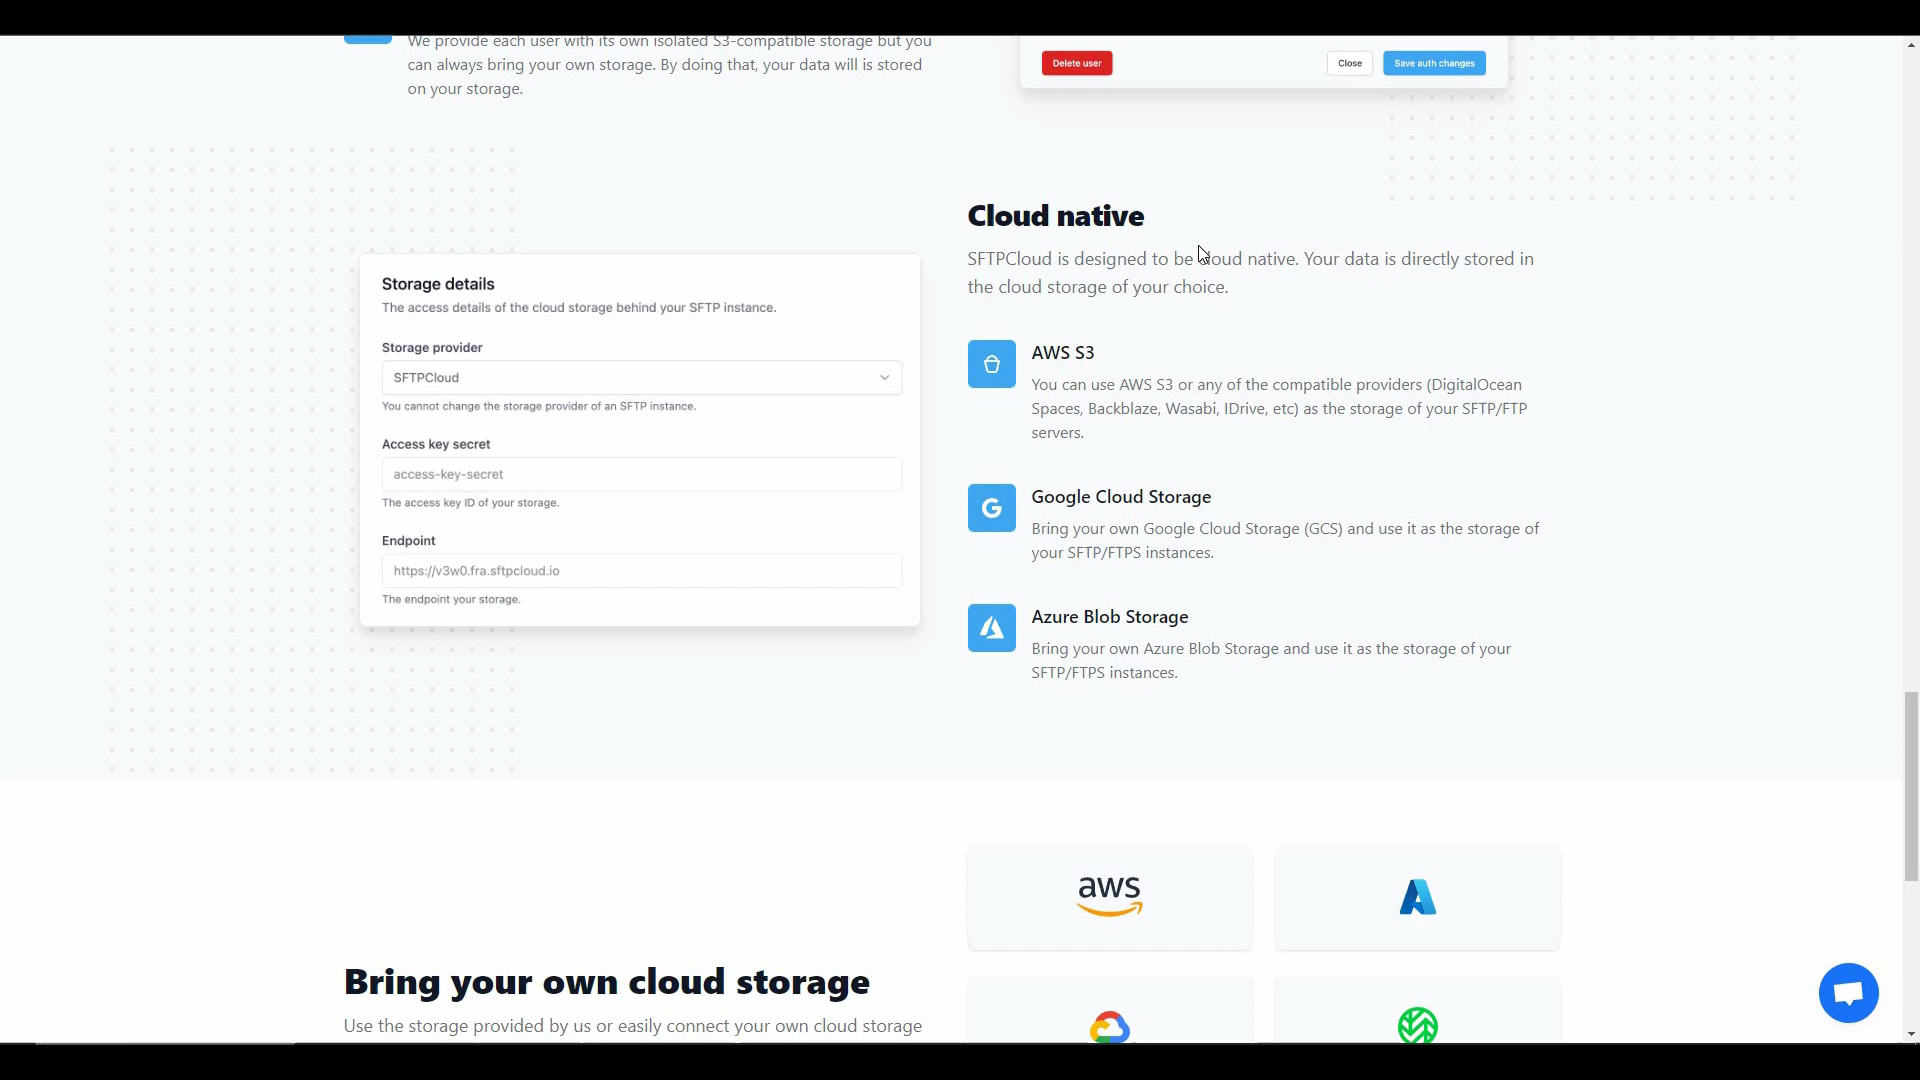 We provide each user with its own isolated S3-compatible storage but you
can always bring your own storage. By doing that, your data will is stored
on your storage.
Delete user
Close
Save auth changes
Cloud native
SFTPCloud is designed to be cloud native. Your data is directly stored in
the cloud storage of your choice.
Storage details
The access details of the cloud storage behind your SFTP instance.
Storage provider
SFTPCloud
You cannot change the storage provider of an SFTP instance.
Access key secret
access-key-secret
The access key ID of your storage.
Endpoint
https://v3w0.fra.sftpcloud.io
The endpoint your storage.
AWS S3
You can use AWS S3 or any of the compatible providers (DigitalOcean
Spaces, Backblaze, Wasabi, IDrive, etc) as the storage of your SFTP/FTP
servers.
Google Cloud Storage
Bring your own Google Cloud Storage (GCS) and use it as the storage of
your SFTP/FTPS instances.
Azure Blob Storage
Bring your own Azure Blob Storage and use it as the storage of your
SFTP/FTPS instances.
aws
Bring your own cloud storage
Use the storage provided by us or easily connect your own cloud storage